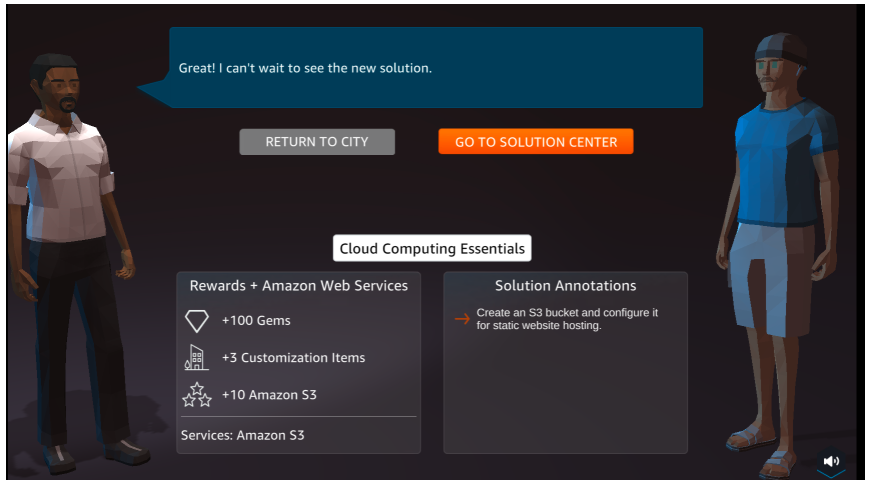 Great! I can't wait to see the new solution.
RETURN TO CITY
GO TO SOLUTION CENTER
Cloud Computing Essentials
Rewards + Amazon Web Services
+100 Gems
+3 Customization Items
+10 Amazon S3
Services: Amazon S3
Solution Annotations
Create an S3 bucket and configure it
for static website hosting.